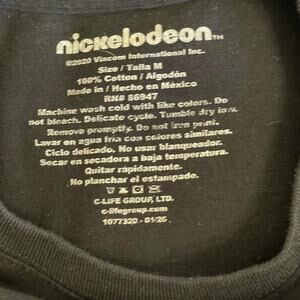 nickelodeon
©2020 Viacom International Inc.
Size / Talla M
100% Cotton / Algodón
Made in / Hecho en México
RN# 86947
Machine wash cold with like colors. Do
not bleach. Delicate cycle. Tumble dry low.
Remove promptly. Do not iron print.
Lavar en agua fria con colores similares.
Ciclo delicado. No usar blanqueador.
Secar en secadora a baja temperatura.
Quitar rápidamente.
No planchar el estampado.
C-LIFE GROUP, LTD.
c-lifegroup.com
1077320 - 01/20